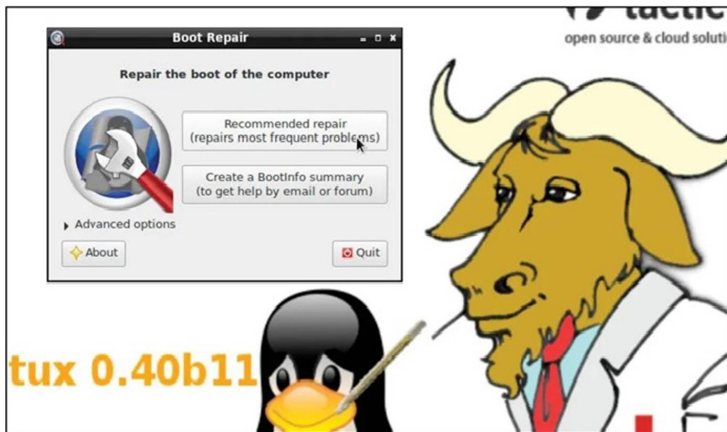 Boot Repair
Repair the boot of the computer
Recommended repair
(repairs most frequent problems)
Create a BootInfo summary
(to get help by email or forum)
Advanced options
About
Quit
open source & cloud
tux 0.40b11